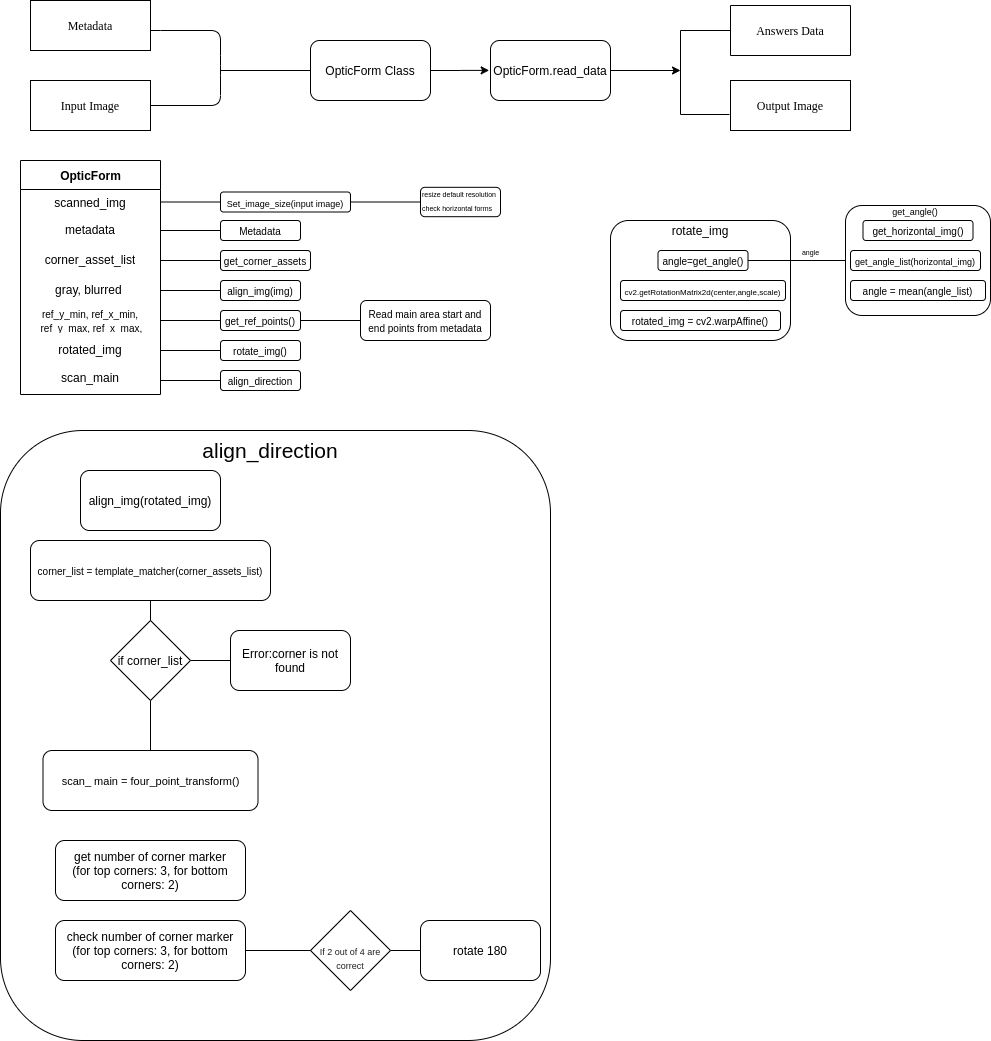 Metadata
Input Image
OpticForm Class
OpticForm.read_data
Answers Data
Output Image
OpticForm
scanned_img
Set_image_size(input image)
resize default resolution
check horizontal forms
metadata
Metadata
corner_asset_list
get_corner_assets
gray, blurred
align_img(img)
ref_y_min, ref_x_min,
ref_y_max, ref_x_max,
get_ref_points()
Read main area start and
end points from metadata
rotated_img
rotate_img()
scan_main
align_direction
rotate_img
angle=get_angle()
cv2.getRotationMatrix2d(center,angle,scale)
rotated_img = cv2.warpAffine()
angle
get_angle()
get_horizontal_img()
get_angle_list(horizontal_img)
angle = mean(angle_list)
align_direction
align_img(rotated_img)
corner_list = template_matcher(corner_assets_list)
if corner_list
Error:corner is not
found
scan_ main = four_point_transform()
get number of corner marker
(for top corners: 3, for bottom
corners: 2)
check number of corner marker
(for top corners: 3, for bottom
corners: 2)
If 2 out of 4 are
correct
rotate 180